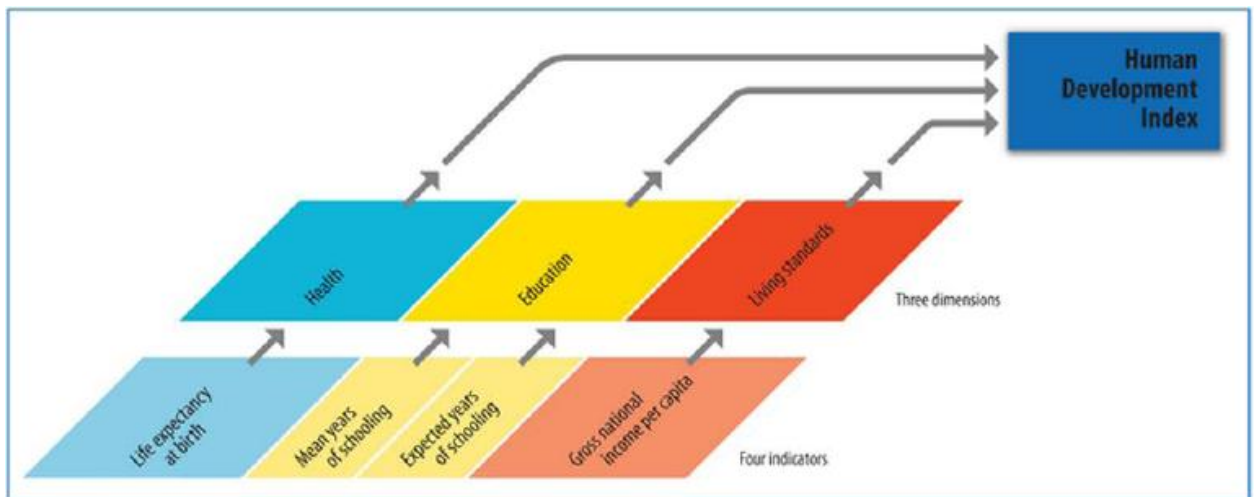 Human
Development
Index
Health
Education
Living standards
Three dimensions
Life expectancy
at birth
Mean years
of schooling
Expected years
of schooling
Gross national
income per capita
Four indicators